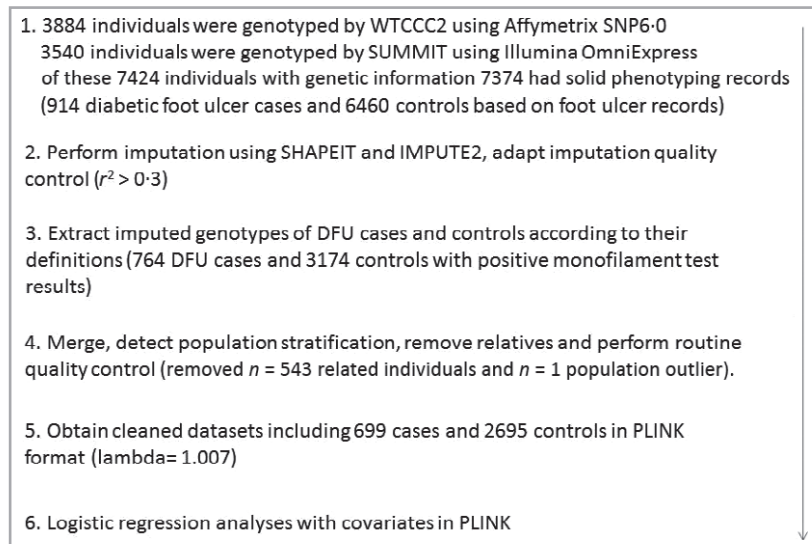 1. 3884 individuals were genotyped by WTCCC2 using Affymetrix SNP6·0
3540 individuals were genotyped by SUMMIT using Illumina OmniExpress
of these 7424 individuals with genetic information 7374 had solid phenotyping records
(914 diabetic foot ulcer cases and 6460 controls based on foot ulcer records)
2. Perform imputation using SHAPEIT and IMPUTE2, adapt imputation quality
control (r² > 0·3)
3. Extract imputed genotypes of DFU cases and controls according to their
definitions (764 DFU cases and 3174 controls with positive monofilament test
results)
4. Merge, detect population stratification, remove relatives and perform routine
quality control (removed n = 543 related individuals and n = 1 population outlier).
5. Obtain cleaned datasets including 699 cases and 2695 controls in PLINK
format (lambda= 1.007)
6. Logistic regression analyses with covariates in PLINK